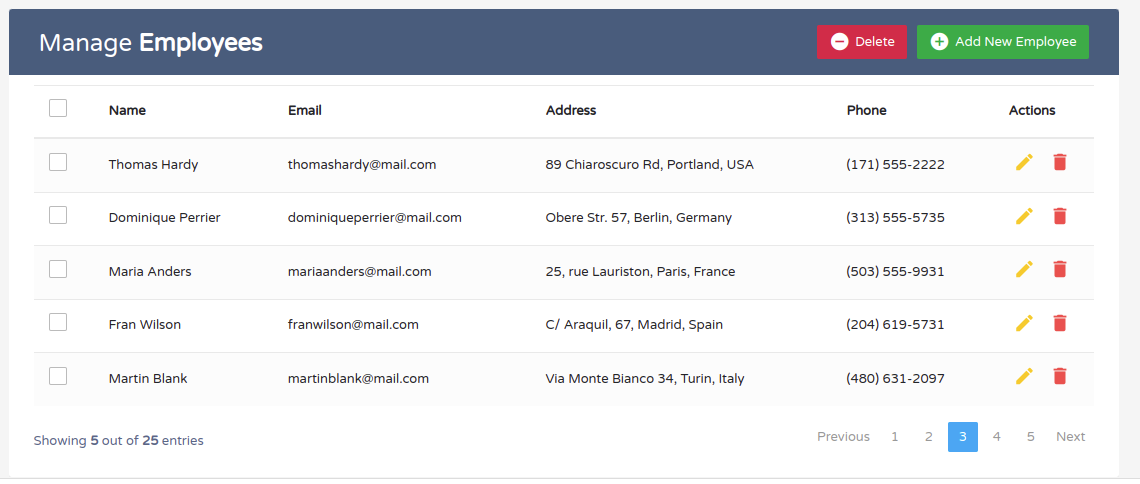 Manage Employees Delete Add New Employee
Name Email Address Phone Actions
Thomas Hardy thomashardy@mail.com 89 Chiaroscuro Rd, Portland, USA (171) 555-2222
Dominique Perrier dominiqueperrier@mail.com Obere Str. 57, Berlin, Germany (313) 555-5735
Maria Anders mariaanders@mail.com 25, rue Lauriston, Paris, France (503) 555-9931
Fran Wilson franwilson@mail.com C/ Araquil, 67, Madrid, Spain (204) 619-5731
Martin Blank martinblank@mail.com Via Monte Bianco 34, Turin, Italy (480) 631-2097
Showing 5 out of 25 entries Previous 1 2 3 4 5 Next